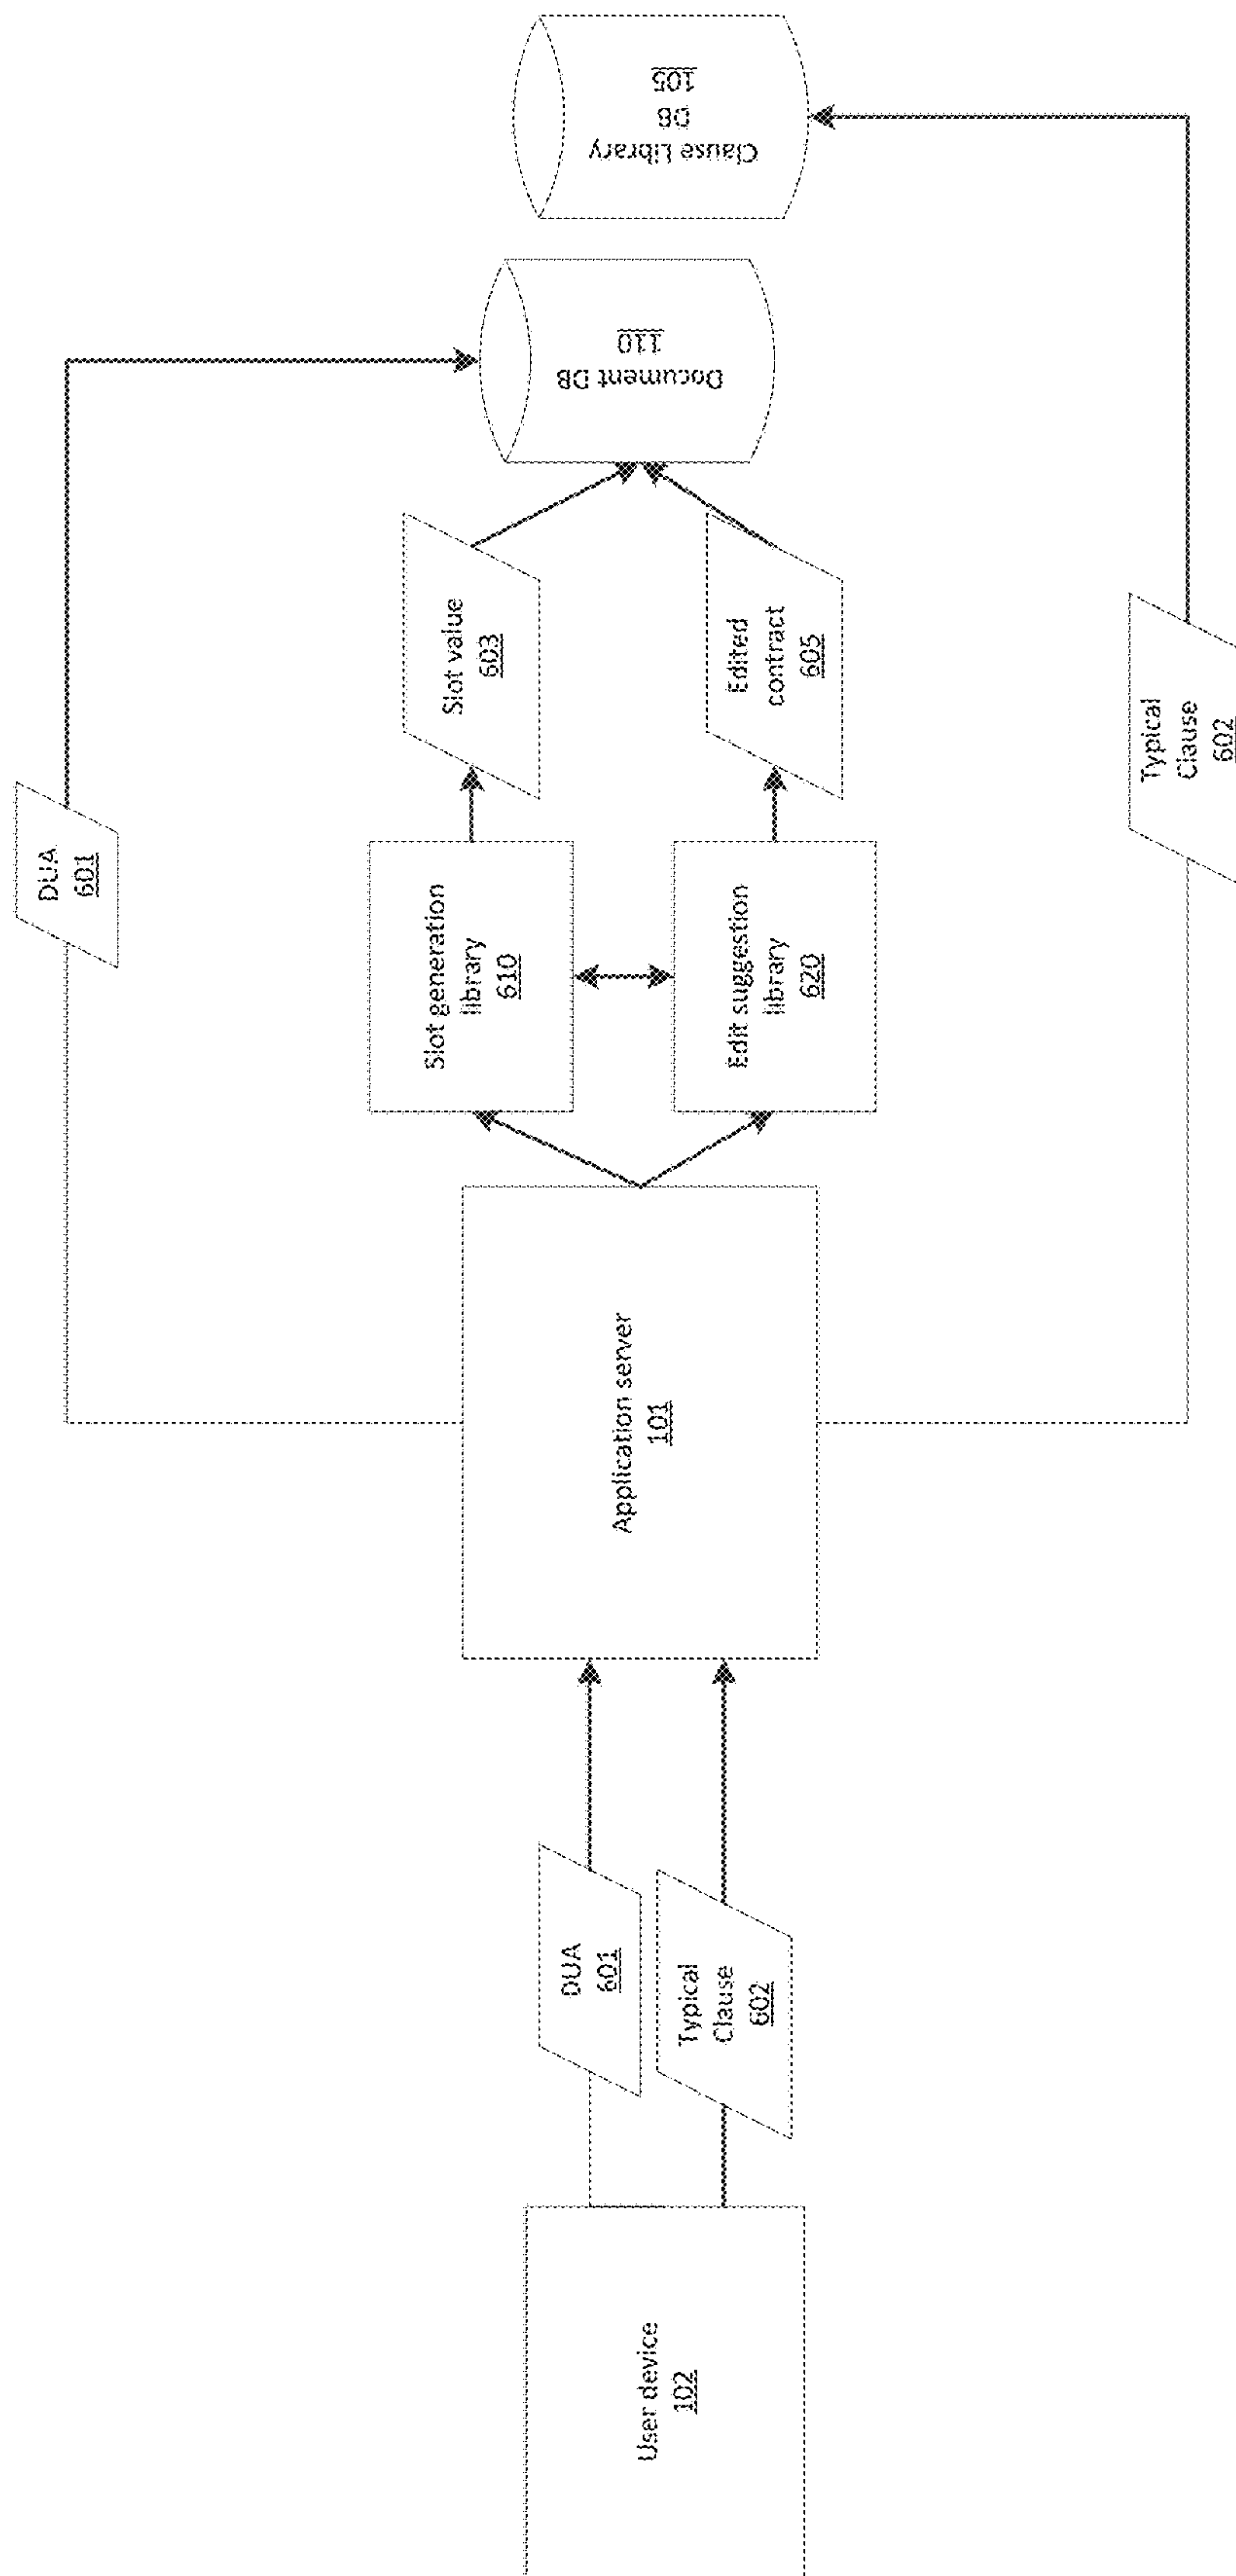 User device
102
DUA
601
Typical
Clause
602
Application server
101
DUA
601
Slot generation
library
610
Edit suggestion
library
620
Slot value
603
Edited
contract
605
Typical
Clause
602
Document DB
110
Clause Library
DB
105